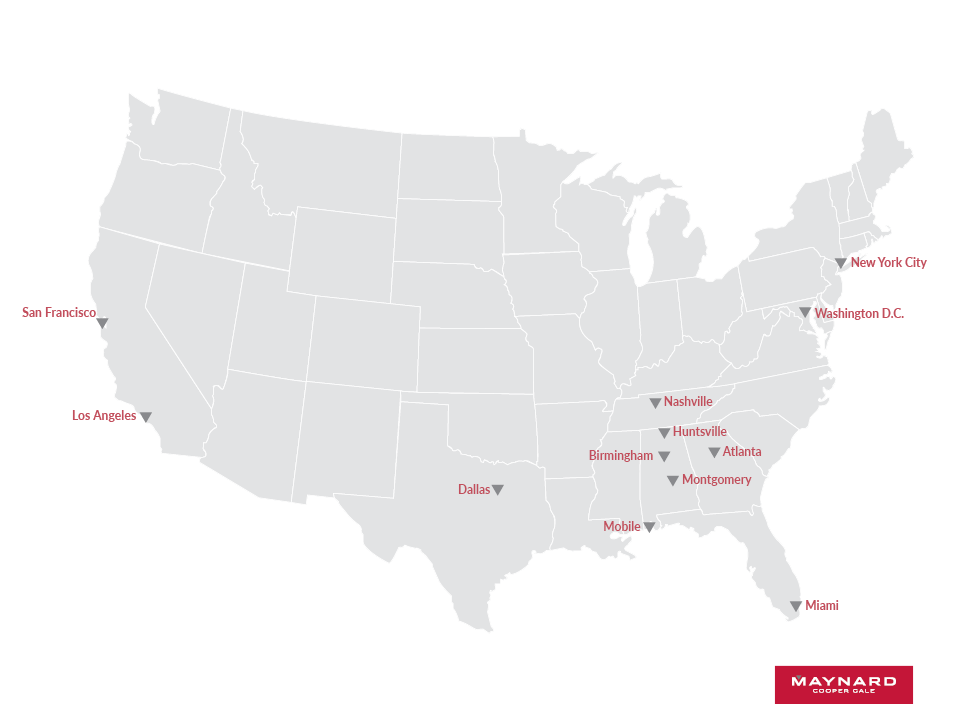 New York City
San Francisco
Washington D.C.
Nashville
Los Angeles
Huntsville
Birmingham
Atlanta
Montgomery
Dallas
Mobile
Miami
MAYNARD
COOPER GALE